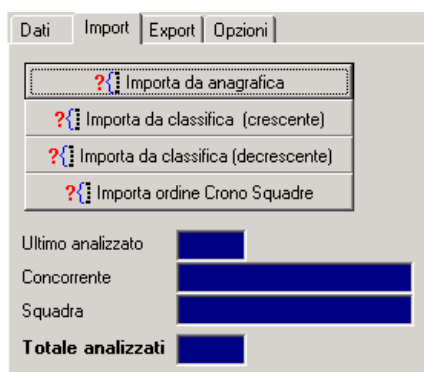 Dati Import Export Opzioni
?{ Importa da anagrafica
?{ Importa da classifica (crescente)
?{ Importa da classifica (decrescente)
?{ Importa ordine Crono Squadre
Ultimo analizzato
Concorrente
Squadra
Totale analizzati